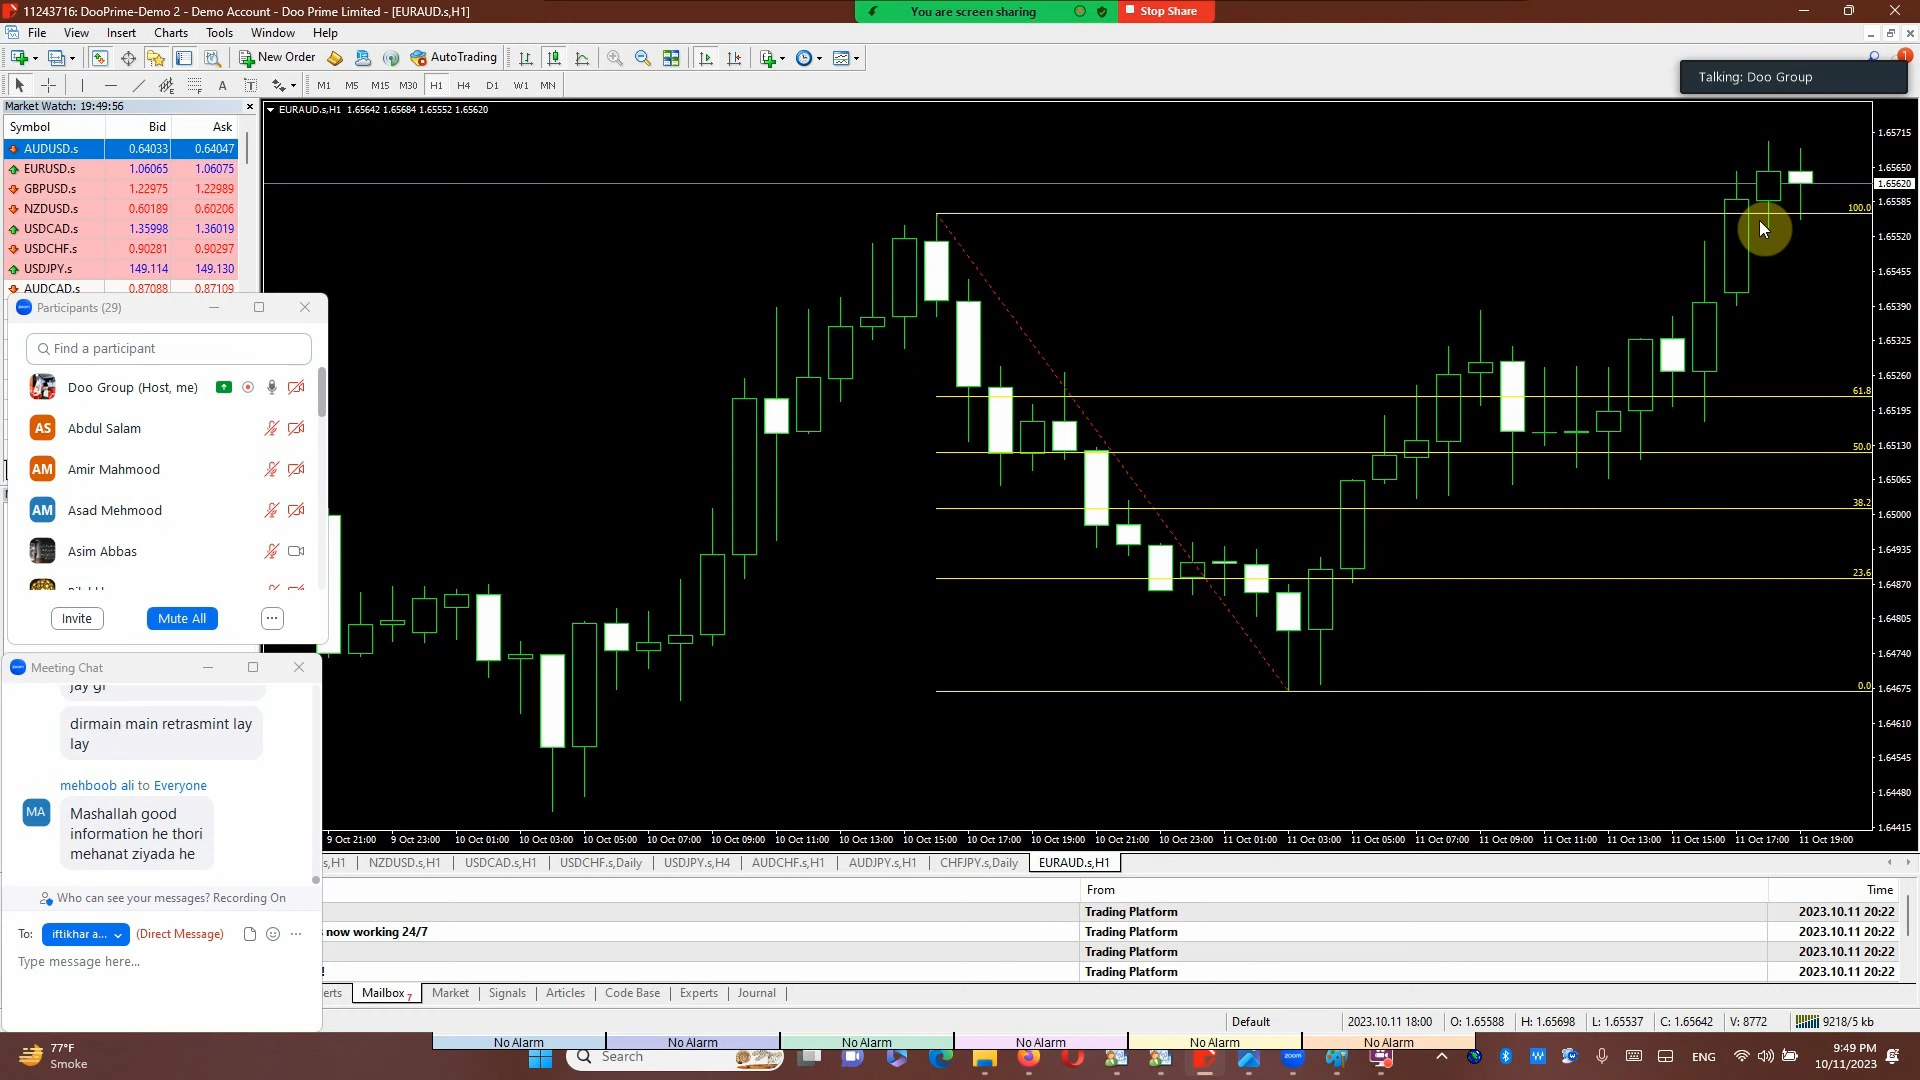 11243716: DooPrime-Demo 2 - Demo Account - Doo Prime Limited - [EURAUD.s,H1]
You are screen sharing
Stop Share
File View Insert Charts Tools Window Help
New Order
AutoTrading
1
Talking: Doo Group
A T
M1 M5 M15 M30 H1 H4 D1 W1 MN
Market Watch: 19:49:56
Symbol Bid Ask
AUDUSD.s 0.64033 0.64047
EURUSD.s 1.06065 1.06075
GBPUSD.s 1.22975 1.22989
NZDUSD.s 0.60189 0.60206
USDCAD.s 1.35998 1.36019
USDCHF.s 0.90281 0.90297
USDJPY.s 149.114 149.130
AUDCAD.s 0.87088 0.87109
EURAUD.s,H1 1.65642 1.65684 1.65552 1.65620
1.65715
1.65650
1.65620
1.65585
1.65520
1.65455
1.65390
1.65325
1.65260
1.65195
1.65130
1.65065
1.65000
1.64935
1.64870
1.64805
1.64740
1.64675
1.64610
1.64545
1.64480
1.64415
100.0
61.8
50.0
38.2
23.6
0.0
Participants (29)
Find a participant
Doo Group (Host, me)
AS Abdul Salam
AM Amir Mahmood
AM Asad Mehmood
Asim Abbas
Invite
Mute All
Meeting Chat
jay gi
dirmain main retrasmint lay
lay
mehboob ali to Everyone
MA
Mashallah good
information he thori
mehanat ziyada he
Who can see your messages? Recording On
To: iftikhar a... (Direct Message)
Type message here...
9 Oct 21:00 9 Oct 23:00 10 Oct 01:00 10 Oct 03:00 10 Oct 05:00 10 Oct 07:00 10 Oct 09:00 10 Oct 11:00 10 Oct 13:00 10 Oct 15:00 10 Oct 17:00 10 Oct 19:00 10 Oct 21:00 10 Oct 23:00 11 Oct 01:00 11 Oct 03:00 11 Oct 05:00 11 Oct 07:00 11 Oct 09:00 11 Oct 11:00 11 Oct 13:00 11 Oct 15:00 11 Oct 17:00 11 Oct 19:00
s,H1 NZDUSD.s,H1 USDCAD.s,H1 USDCHF.s,Daily USDJPY.s,H4 AUDCHF.s,H1 AUDJPY.s,H1 CHFJPY.s,Daily EURAUD.s,H1
From Time
Trading Platform 2023.10.11 20:22
now working 24/7 Trading Platform 2023.10.11 20:22
Trading Platform 2023.10.11 20:22
! Trading Platform 2023.10.11 20:22
erts Mailbox 7 Market Signals Articles Code Base Experts Journal
Default 2023.10.11 18:00 O: 1.65588 H: 1.65698 L: 1.65537 C: 1.65642 V: 8772 9218/5 kb
No Alarm No Alarm No Alarm No Alarm No Alarm No Alarm
77°F
Smoke
Search
ENG
9:49 PM
10/11/2023